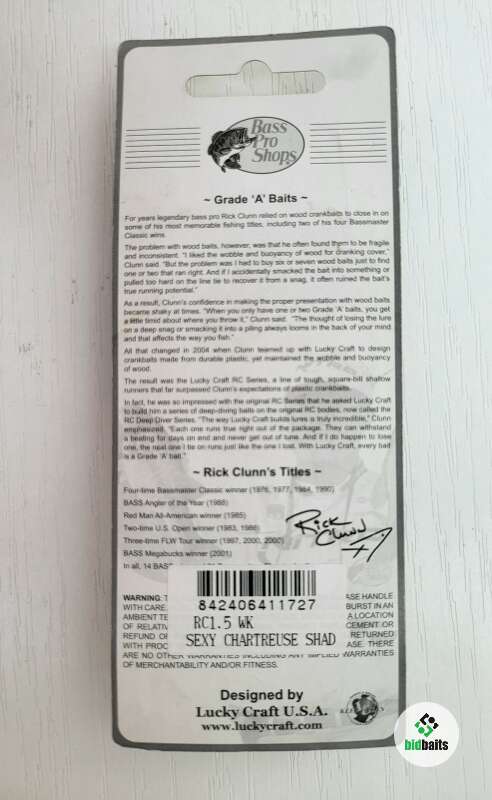 Bass
Pro
Shops
~ Grade 'A' Baits ~
For years legendary bass pro Rick Clunn relied on wood crankbaits to close in on
some of his most memorable fishing titles, including two of his four Bassmaster
Classic wins.
The problem with wood baits, however, was that he often found them to be fragile
and inconsistent. "I liked the wobble and buoyancy of wood for cranking cover,"
Clunn said. "But the problem was I had to buy six or seven wood baits just to find
one or two that ran right. And if I accidentally smacked the bait into something or
pulled too hard on the line tie to recover it from a snag, it often ruined the bait's
true running potential."
As a result, Clunn's confidence in making the proper presentation with wood baits
became shaky at times. "When you only have one or two Grade 'A' baits, you get
a little timid about where you throw it," Clunn said. "The thought of losing the lure
on a deep snag or smacking it into a piling always looms in the back of your mind
and that affects the way you fish."
All that changed in 2004 when Clunn teamed up with Lucky Craft to design
crankbaits made from durable plastic, yet maintained the wobble and buoyancy
of wood.
The result was the Lucky Craft RC Series, a line of tough, square-bill shallow
runners that far surpassed Clunn's expectations of plastic crankbaits.
In fact, he was so impressed with the original RC Series that he asked Lucky Craft
to build him a series of deep-diving baits on the original RC bodies, now called the
RC Deep Diver Series. "The way Lucky Craft builds lures is truly incredible," Clunn
emphasized. "Each one runs true right out of the package. They can withstand
a beating for days on end and never get out of tune. And if I do happen to lose
one, the next one I tie on runs just like the one I lost. With Lucky Craft, every bait
is a Grade 'A' bait."
~ Rick Clunn's Titles ~
Four-time Bassmaster Classic winner (1976, 1977, 1984, 1990)
BASS Angler of the Year (1988)
Red Man All-American winner (1985)
Two-time U.S. Open winner (1983, 1986)
Three-time FLW Tour winner (1997, 2000, 2000)
BASS Megabucks winner (2001)
Rick
Clunn
In all, 14 BASS
WARNING: T
ASE HANDLE
WITH CARE.
BURST IN AN
AMBIENT TE
A LOCATION
OF RELATIV
CEMENT OR
REFUND OF
RETURNED
WITH PROC
ASE. THERE
ARE NO OTHER WARRANTIES INCLUDING ANY IMPLIED WARRANTIES
OF MERCHANTABILITY AND/OR FITNESS.
842406411727
RC1.5 WK
SEXY CHARTREUSE SHAD
Designed by
Lucky Craft U.S.A.
www.luckycraft.com
bidbaits